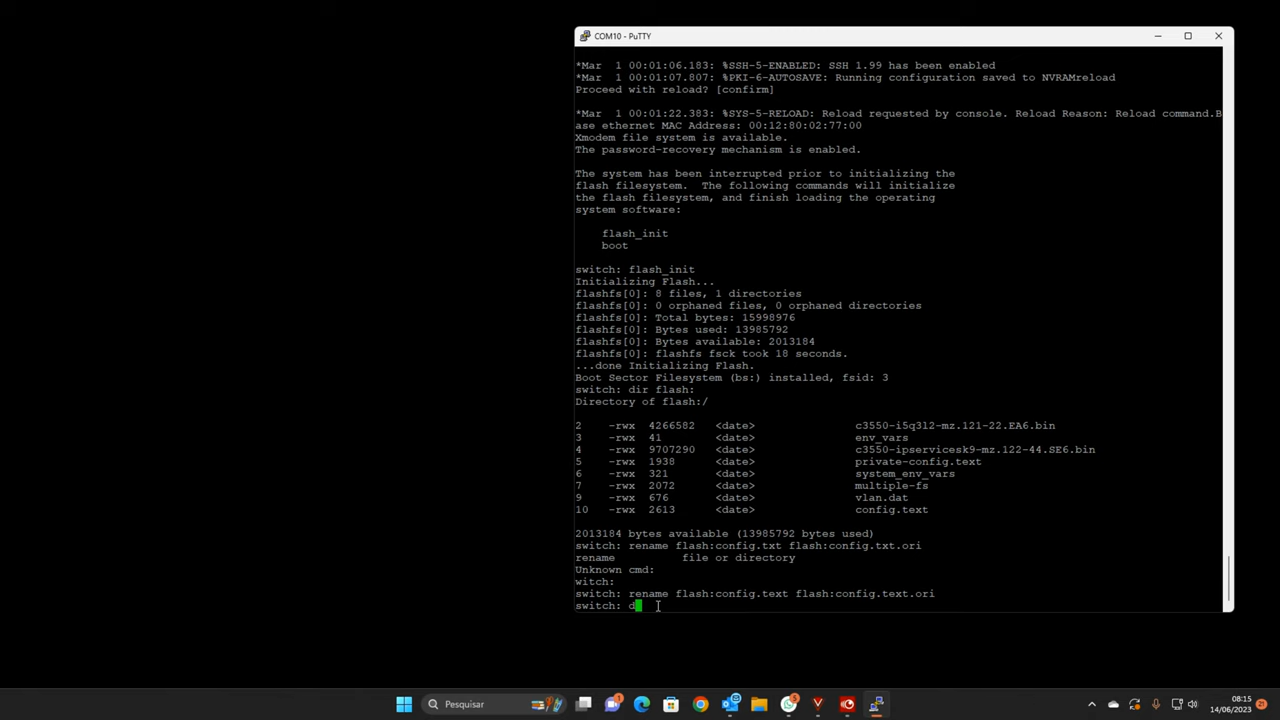 COM10 - PuTTY
*Mar  1 00:01:06.183: %SSH-5-ENABLED: SSH 1.99 has been enabled
*Mar  1 00:01:07.807: %PKI-6-AUTOSAVE: Running configuration saved to NVRAMreload
Proceed with reload? [confirm]
*Mar  1 00:01:22.383: %SYS-5-RELOAD: Reload requested by console. Reload Reason: Reload command.B
ase ethernet MAC Address: 00:12:80:02:77:00
Xmodem file system is available.
The password-recovery mechanism is enabled.
The system has been interrupted prior to initializing the
flash filesystem.  The following commands will initialize
the flash filesystem, and finish loading the operating
system software:
flash_init
boot
switch: flash_init
Initializing Flash...
flashfs[0]: 8 files, 1 directories
flashfs[0]: 0 orphaned files, 0 orphaned directories
flashfs[0]: Total bytes: 15998976
flashfs[0]: Bytes used: 13985792
flashfs[0]: Bytes available: 2013184
flashfs[0]: flashfs fsck took 18 seconds.
...done Initializing Flash.
Boot Sector Filesystem (bs:) installed, fsid: 3
switch: dir flash:
Directory of flash:/
2    -rwx  4266582   <date>               c3550-i5q3l2-mz.121-22.EA6.bin
3    -rwx  41        <date>               env_vars
4    -rwx  9707290   <date>               c3550-ipservicesk9-mz.122-44.SE6.bin
5    -rwx  1938      <date>               private-config.text
6    -rwx  321       <date>               system_env_vars
7    -rwx  2072      <date>               multiple-fs
9    -rwx  676       <date>               vlan.dat
10   -rwx  2613      <date>               config.text
2013184 bytes available (13985792 bytes used)
switch: rename flash:config.txt flash:config.txt.ori
rename          file or directory
Unknown cmd:
witch:
switch: rename flash:config.text flash:config.text.ori
switch: d
Pesquisar
1
5
08:15
14/06/2023
21